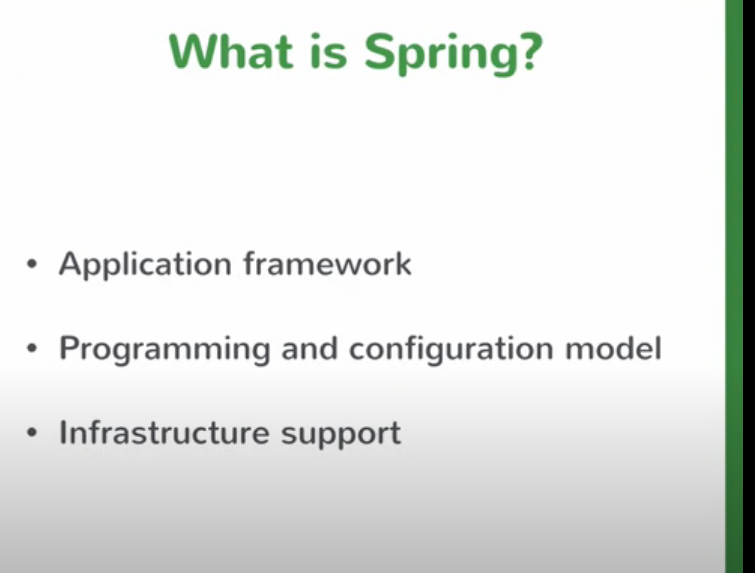 What is Spring?
• Application framework
• Programming and configuration model
• Infrastructure support